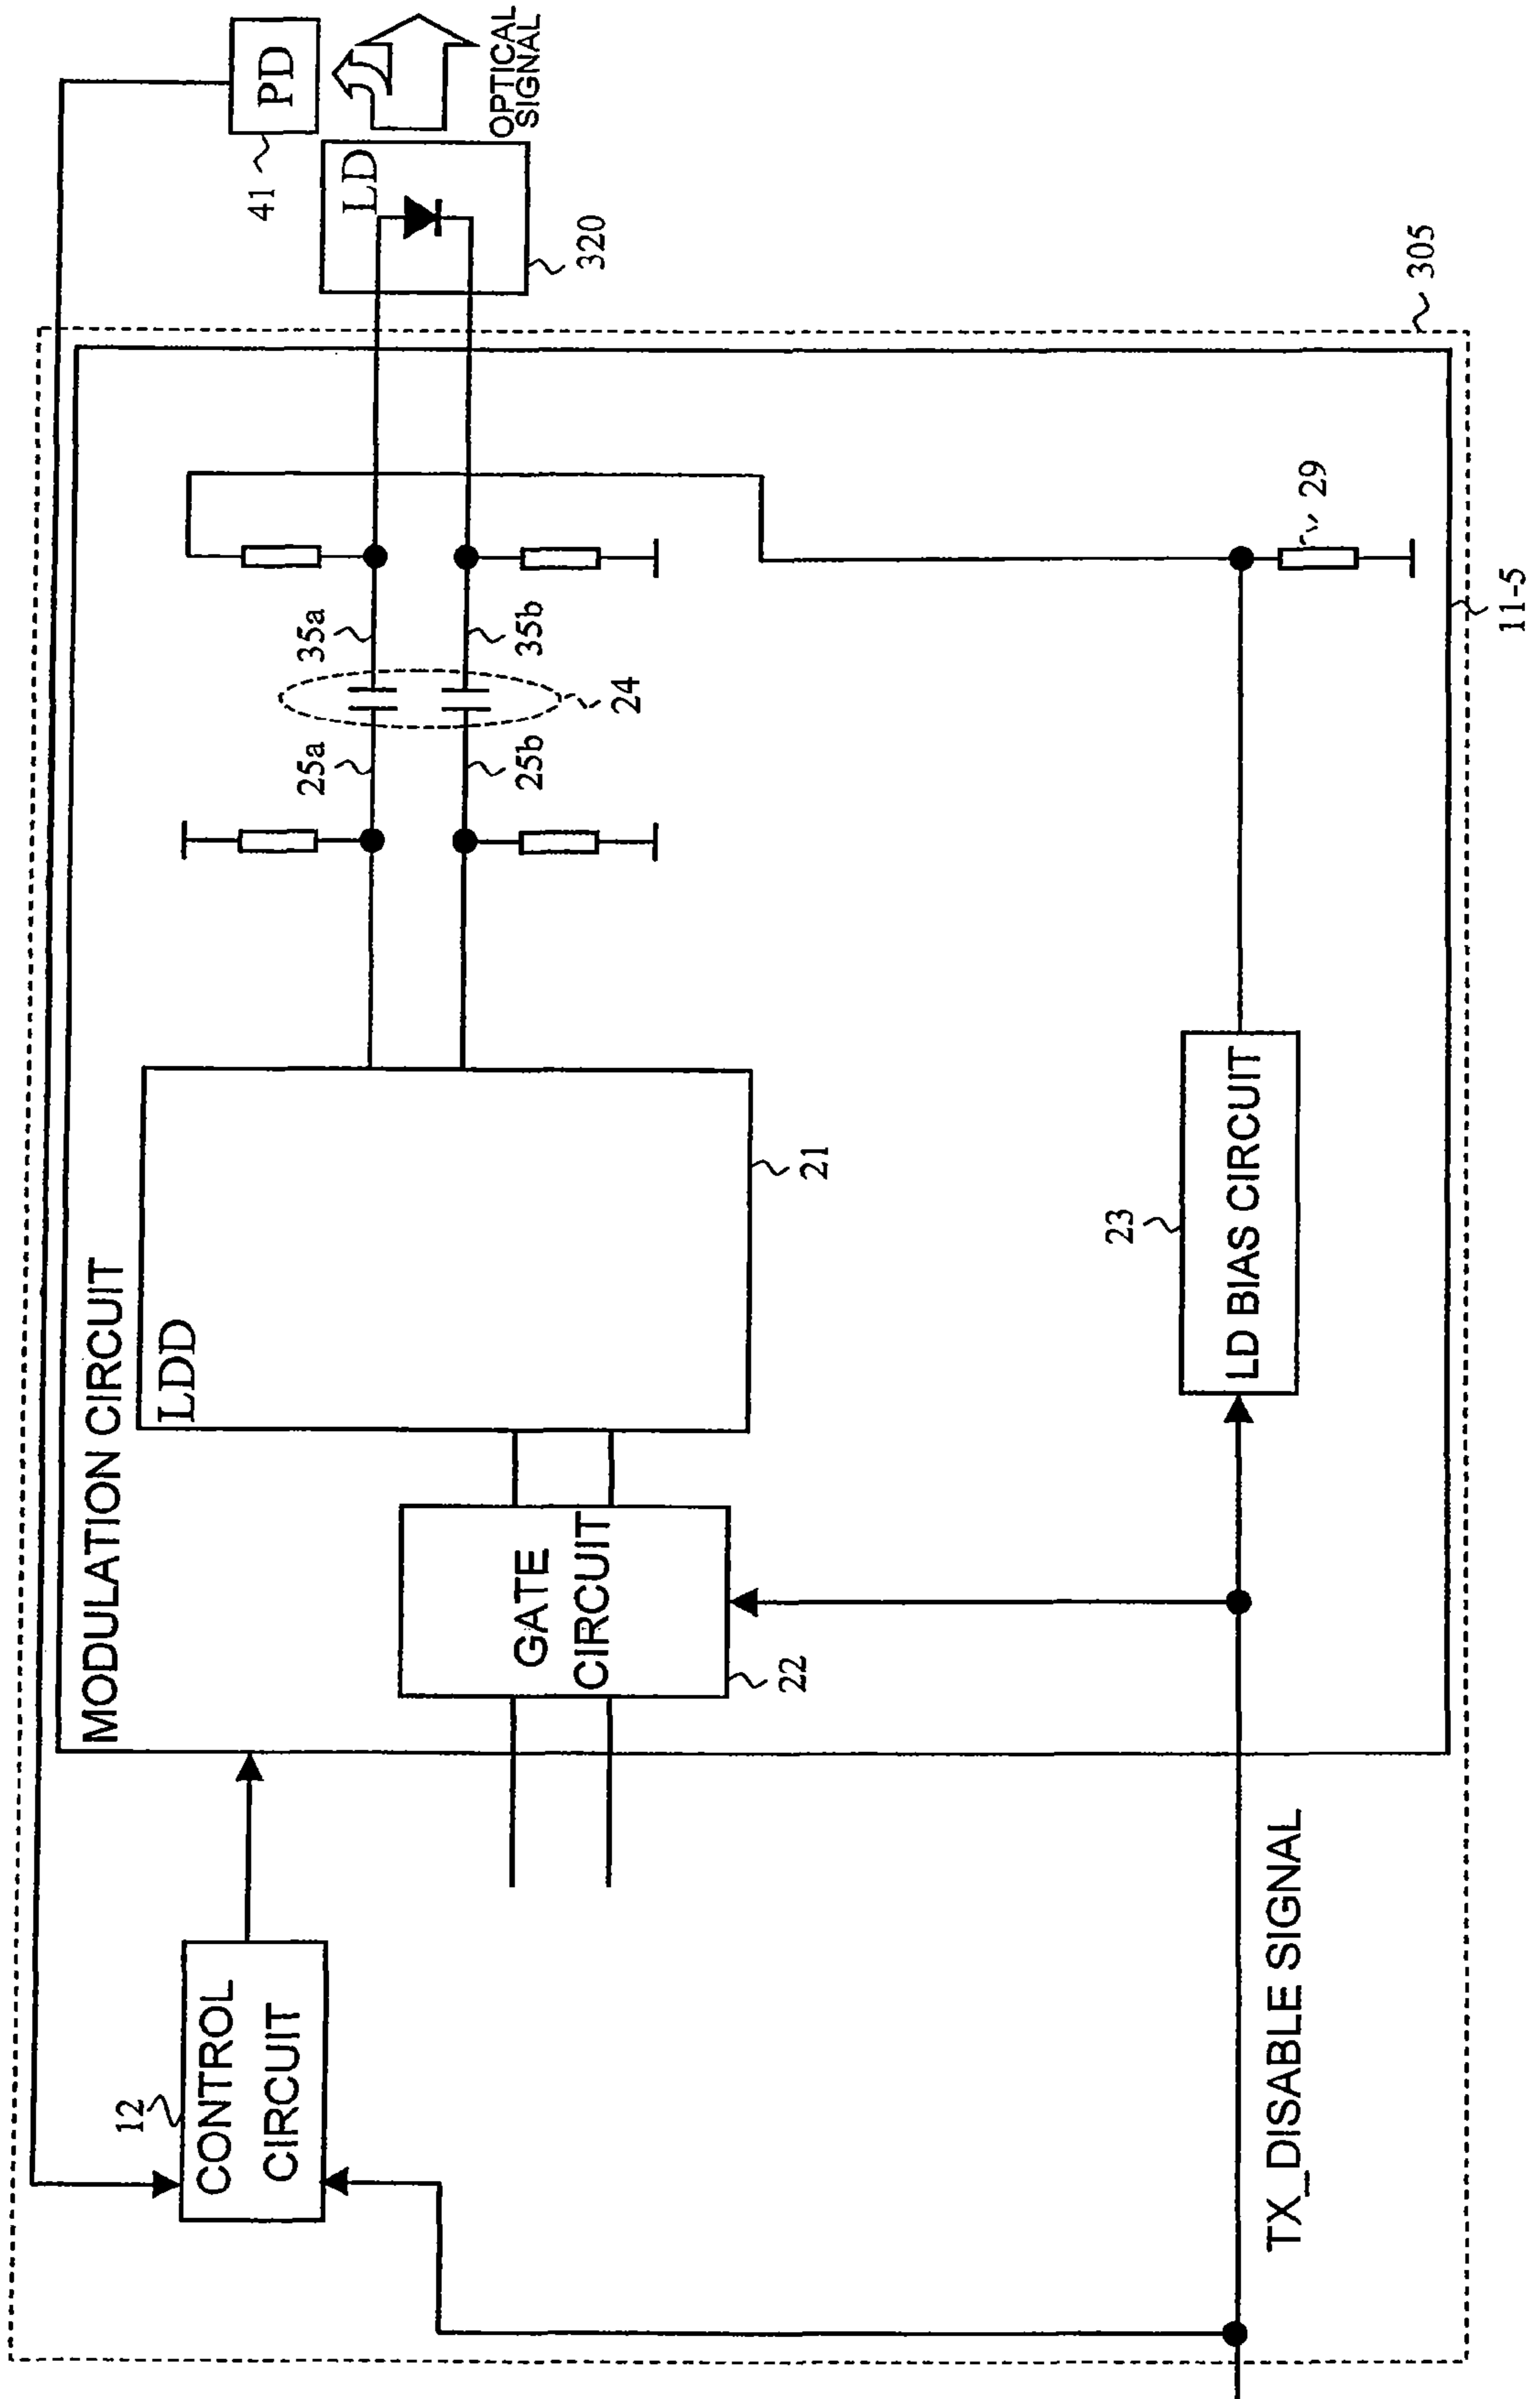 PD
41
OPTICAL
SIGNAL
LD
320
305
MODULATION CIRCUIT
LDD
21
25a
25b
24
35a
35b
29
11-5
12
CONTROL
CIRCUIT
GATE
CIRCUIT
22
23
LD BIAS CIRCUIT
TX_DISABLE SIGNAL